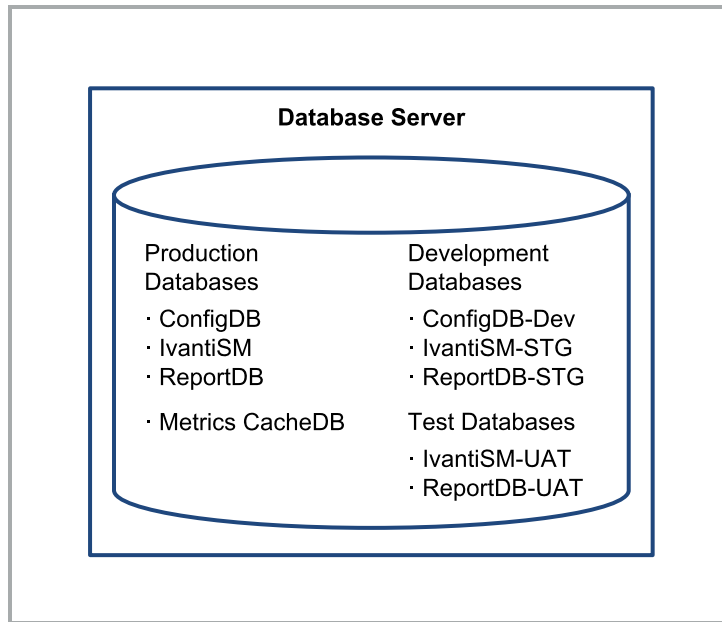 Database Server
Production
Databases
· ConfigDB
· IvantiSM
· ReportDB
· Metrics CacheDB
Development
Databases
· ConfigDB-Dev
· IvantiSM-STG
· ReportDB-STG
Test Databases
· IvantiSM-UAT
· ReportDB-UAT